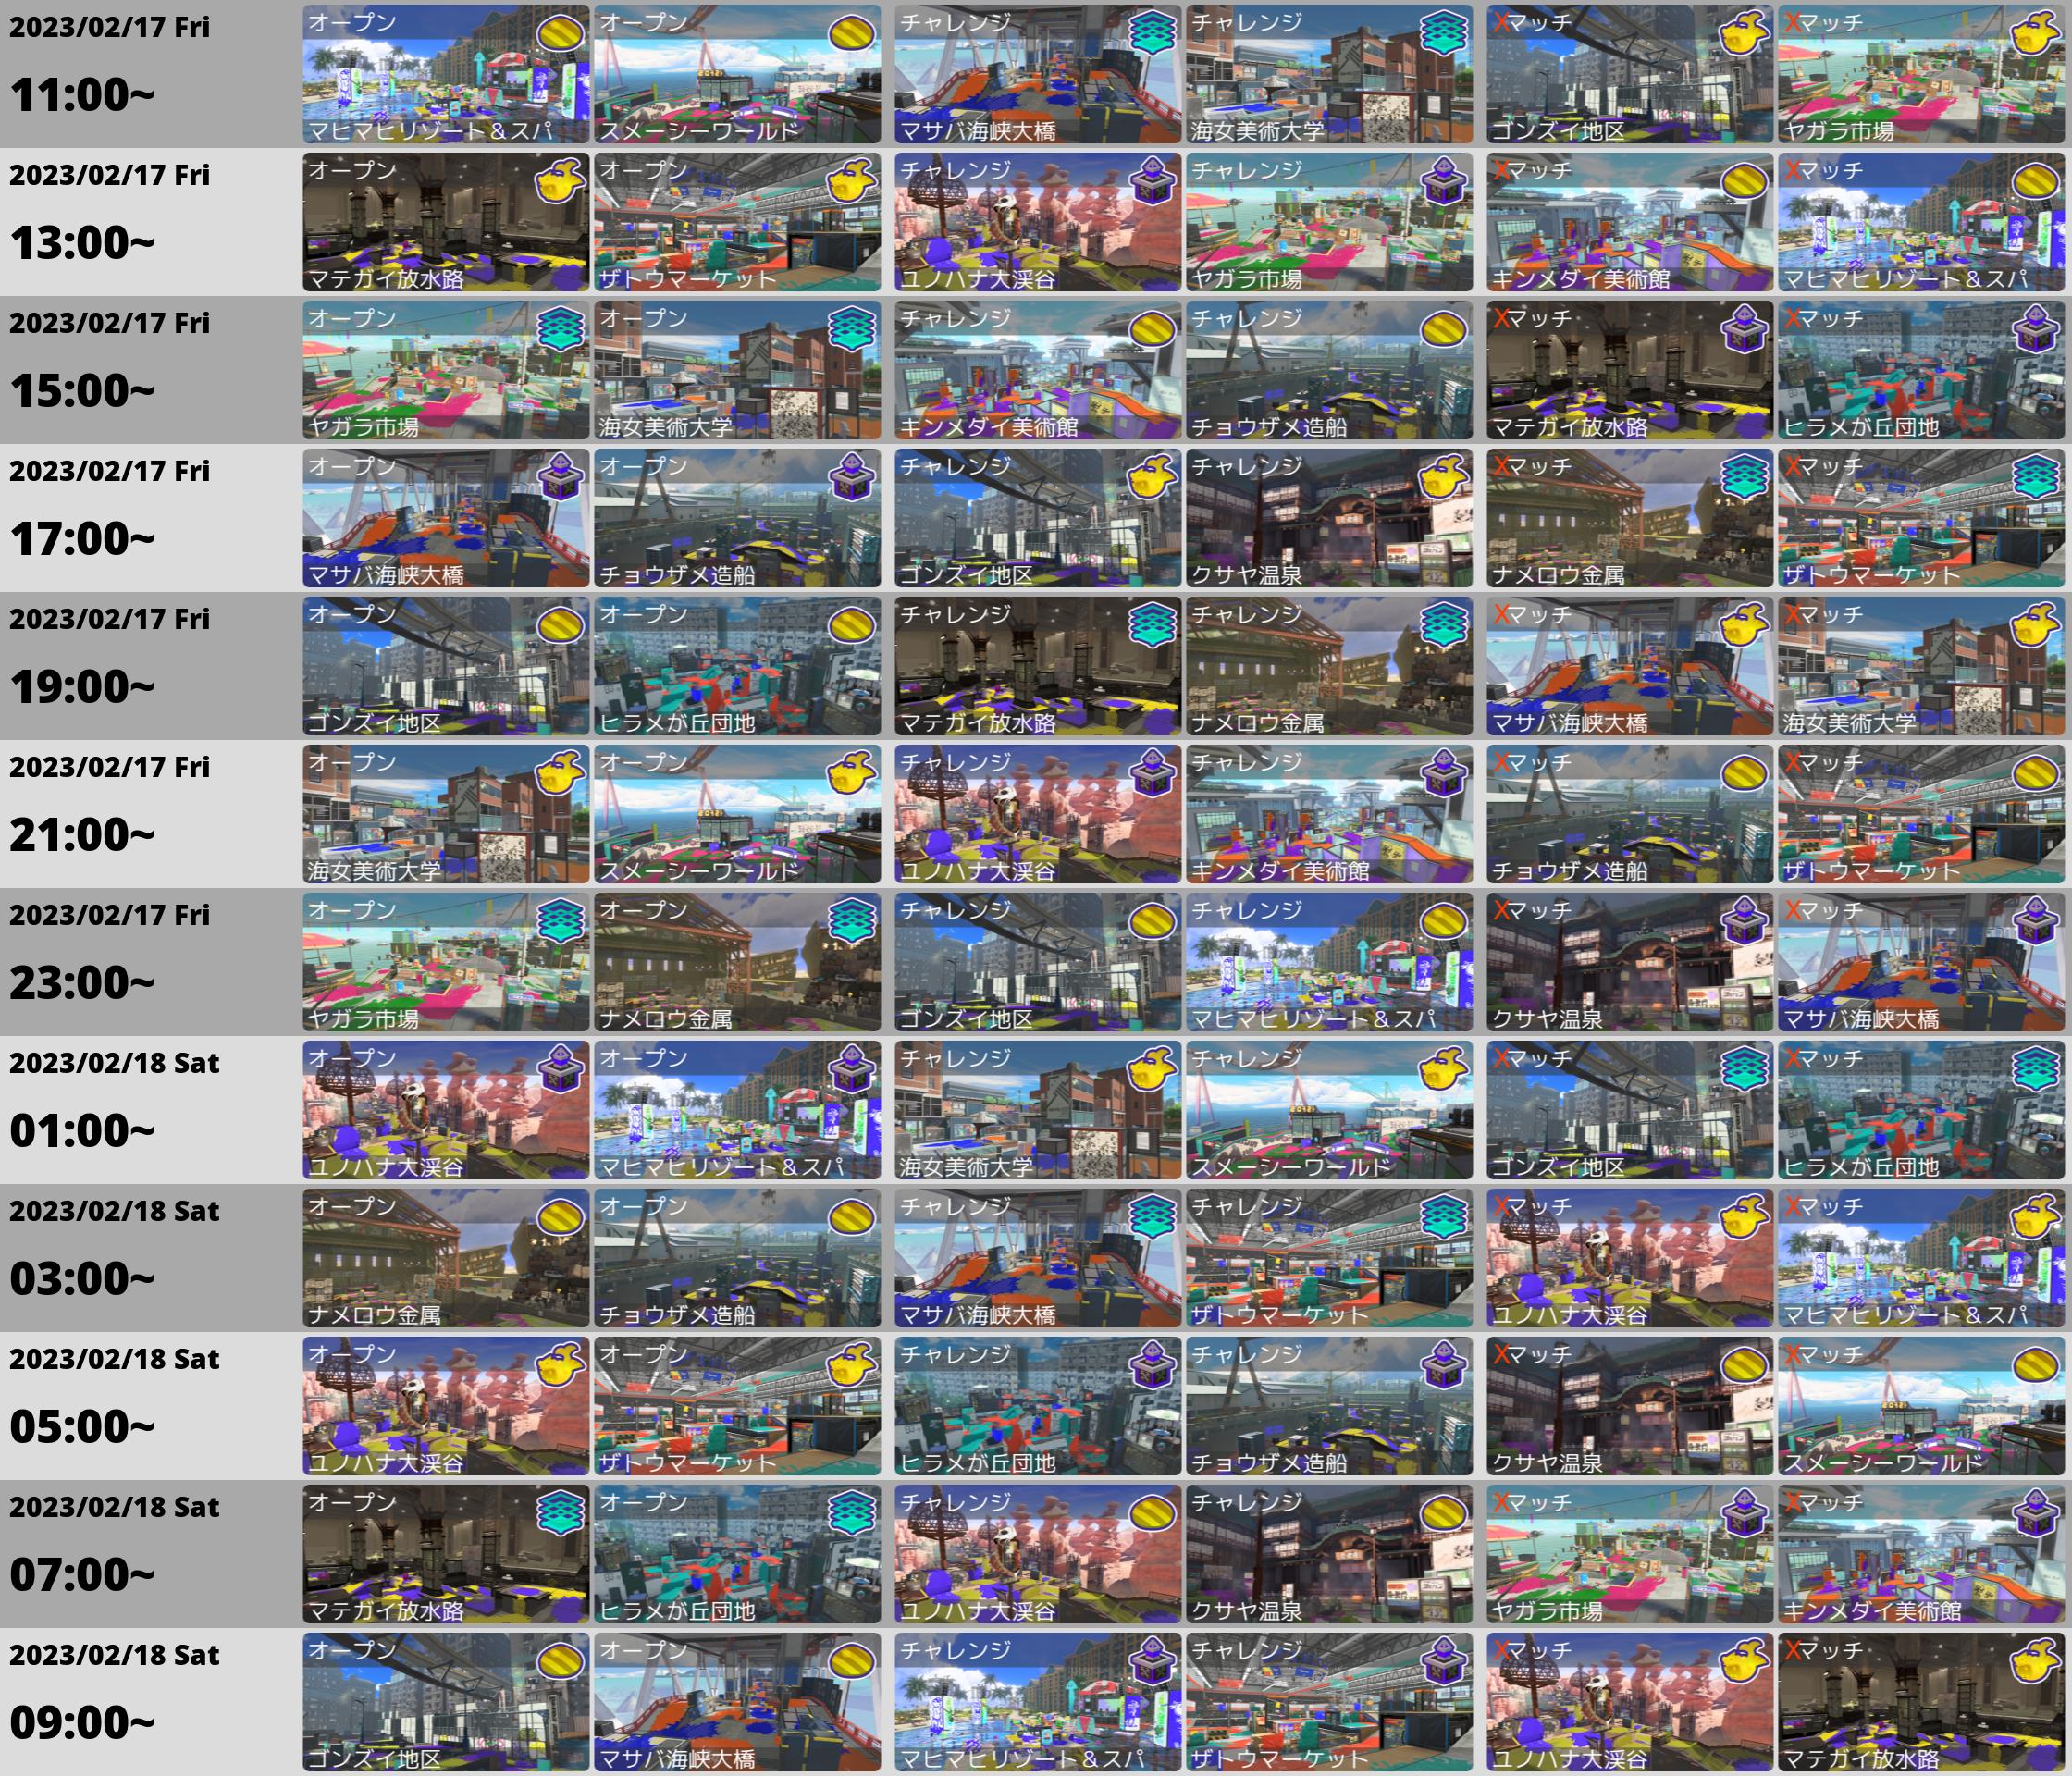 2023/02/17 Fri
11:00~
オープン オープン チャレンジ チャレンジ Xマッチ Xマッチ
マヒマヒリゾート＆スパ スメーシーワールド マサバ海峡大橋 海女美術大学 ゴンズイ地区 ヤガラ市場
2023/02/17 Fri
13:00~
オープン オープン チャレンジ チャレンジ Xマッチ Xマッチ
マテガイ放水路 ザトウマーケット ユノハナ大渓谷 ヤガラ市場 キンメダイ美術館 マヒマヒリゾート＆スパ
2023/02/17 Fri
15:00~
オープン オープン チャレンジ チャレンジ Xマッチ Xマッチ
ヤガラ市場 海女美術大学 キンメダイ美術館 チョウザメ造船 マテガイ放水路 ヒラメが丘団地
2023/02/17 Fri
17:00~
オープン オープン チャレンジ チャレンジ Xマッチ Xマッチ
マサバ海峡大橋 チョウザメ造船 ゴンズイ地区 クサヤ温泉 ナメロウ金属 ザトウマーケット
2023/02/17 Fri
19:00~
オープン オープン チャレンジ チャレンジ Xマッチ Xマッチ
ゴンズイ地区 ヒラメが丘団地 マテガイ放水路 ナメロウ金属 マサバ海峡大橋 海女美術大学
2023/02/17 Fri
21:00~
オープン オープン チャレンジ チャレンジ Xマッチ Xマッチ
海女美術大学 スメーシーワールド ユノハナ大渓谷 キンメダイ美術館 チョウザメ造船 ザトウマーケット
2023/02/17 Fri
23:00~
オープン オープン チャレンジ チャレンジ Xマッチ Xマッチ
ヤガラ市場 ナメロウ金属 ゴンズイ地区 マヒマヒリゾート＆スパ クサヤ温泉 マサバ海峡大橋
2023/02/18 Sat
01:00~
オープン オープン チャレンジ チャレンジ Xマッチ Xマッチ
ユノハナ大渓谷 マヒマヒリゾート＆スパ 海女美術大学 スメーシーワールド ゴンズイ地区 ヒラメが丘団地
2023/02/18 Sat
03:00~
オープン オープン チャレンジ チャレンジ Xマッチ Xマッチ
ナメロウ金属 チョウザメ造船 マサバ海峡大橋 ザトウマーケット ユノハナ大渓谷 マヒマヒリゾート＆スパ
2023/02/18 Sat
05:00~
オープン オープン チャレンジ チャレンジ Xマッチ Xマッチ
ユノハナ大渓谷 ザトウマーケット ヒラメが丘団地 チョウザメ造船 クサヤ温泉 スメーシーワールド
2023/02/18 Sat
07:00~
オープン オープン チャレンジ チャレンジ Xマッチ Xマッチ
マテガイ放水路 ヒラメが丘団地 ユノハナ大渓谷 クサヤ温泉 ヤガラ市場 キンメダイ美術館
2023/02/18 Sat
09:00~
オープン オープン チャレンジ チャレンジ Xマッチ Xマッチ
ゴンズイ地区 マサバ海峡大橋 マヒマヒリゾート＆スパ ザトウマーケット ユノハナ大渓谷 マテガイ放水路